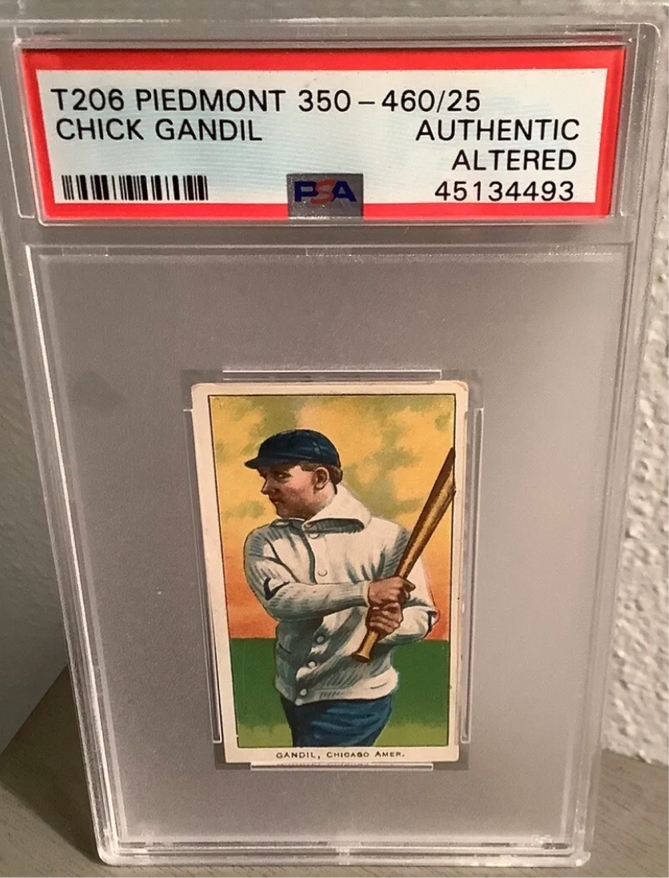 T206 PIEDMONT 350 – 460/25
CHICK GANDIL AUTHENTIC
ALTERED
PSA 45134493
GANDIL, CHICAGO AMER.